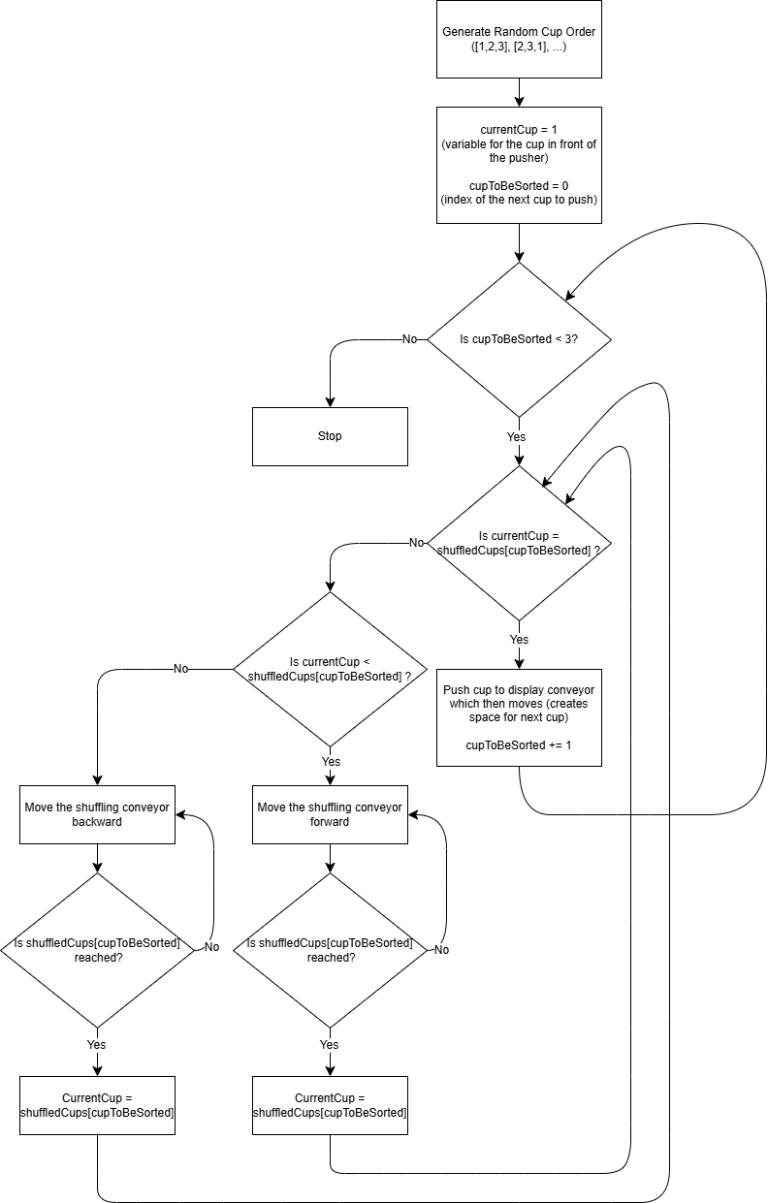 Generate Random Cup Order
([1,2,3], [2,3,1], ...)
currentCup = 1
(variable for the cup in front of
the pusher)
cupToBeSorted = 0
(index of the next cup to push)
Is cupToBeSorted < 3?
No
Stop
Yes
Is currentCup =
shuffledCups[cupToBeSorted] ?
No
Yes
Is currentCup <
shuffledCups[cupToBeSorted] ?
No
Yes
Push cup to display conveyor
which then moves (creates
space for next cup)
cupToBeSorted += 1
Move the shuffling conveyor
backward
Move the shuffling conveyor
forward
Is shuffledCups[cupToBeSorted]
reached?
No
Is shuffledCups[cupToBeSorted]
reached?
No
Yes
Yes
CurrentCup =
shuffledCups[cupToBeSorted]
CurrentCup =
shuffledCups[cupToBeSorted]